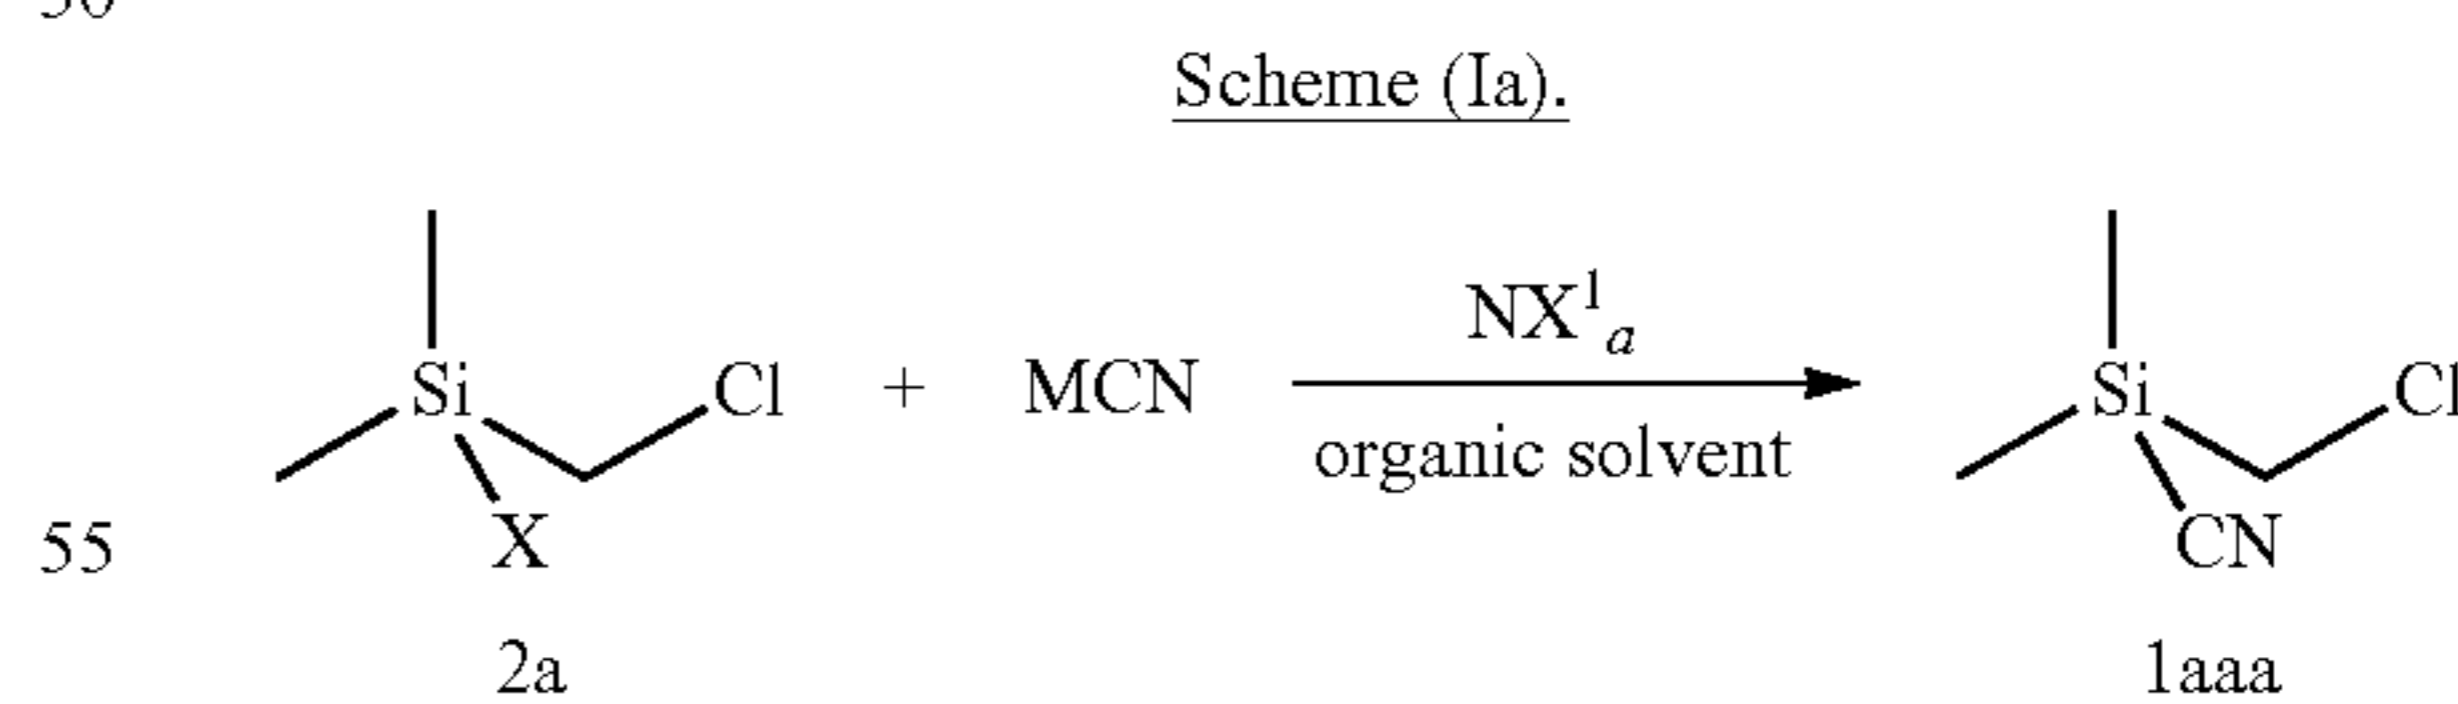 Scheme (Ia).
NX¹ₐ
Si Cl + MCN Si Cl
organic solvent
55 X CN
2a 1aaa